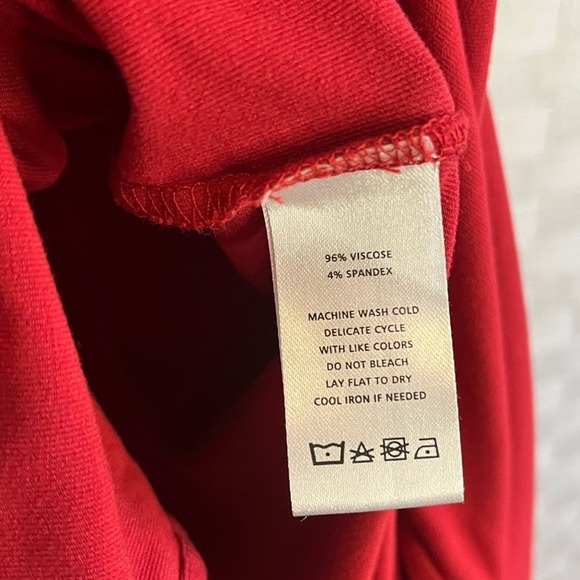 96% VISCOSE
4% SPANDEX
MACHINE WASH COLD
DELICATE CYCLE
WITH LIKE COLORS
DO NOT BLEACH
LAY FLAT TO DRY
COOL IRON IF NEEDED